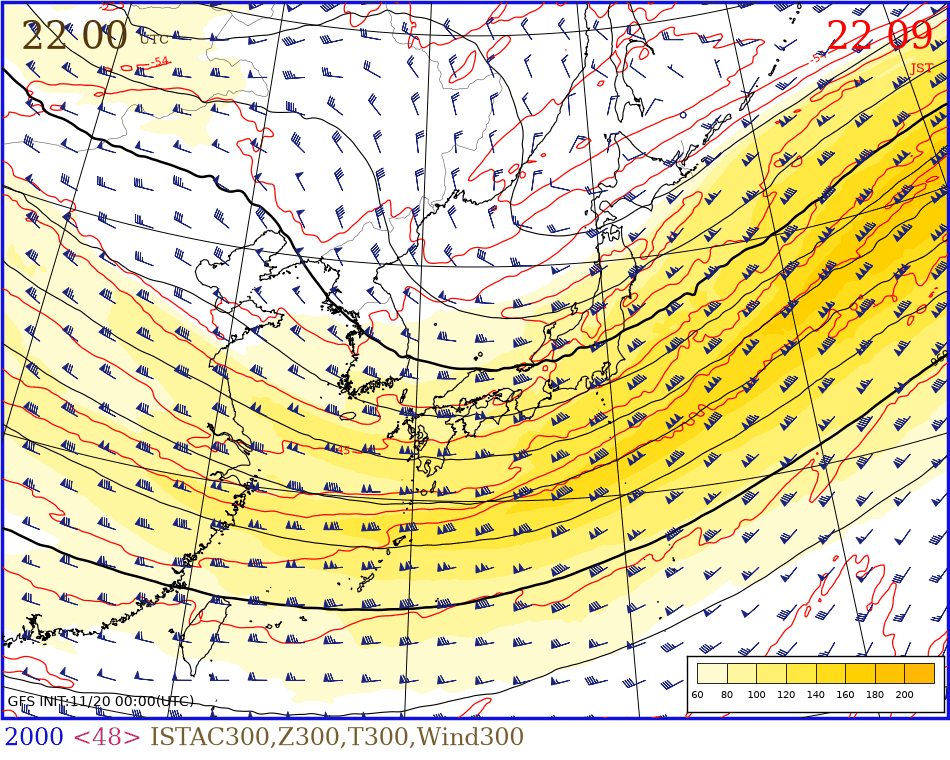 22 00 UTC
22 09
JST
-54
-45
GFS INIT:11/20 00:00(UTC)
60 80 100 120 140 160 180 200
2000 <48> ISTAC300,Z300,T300,Wind300